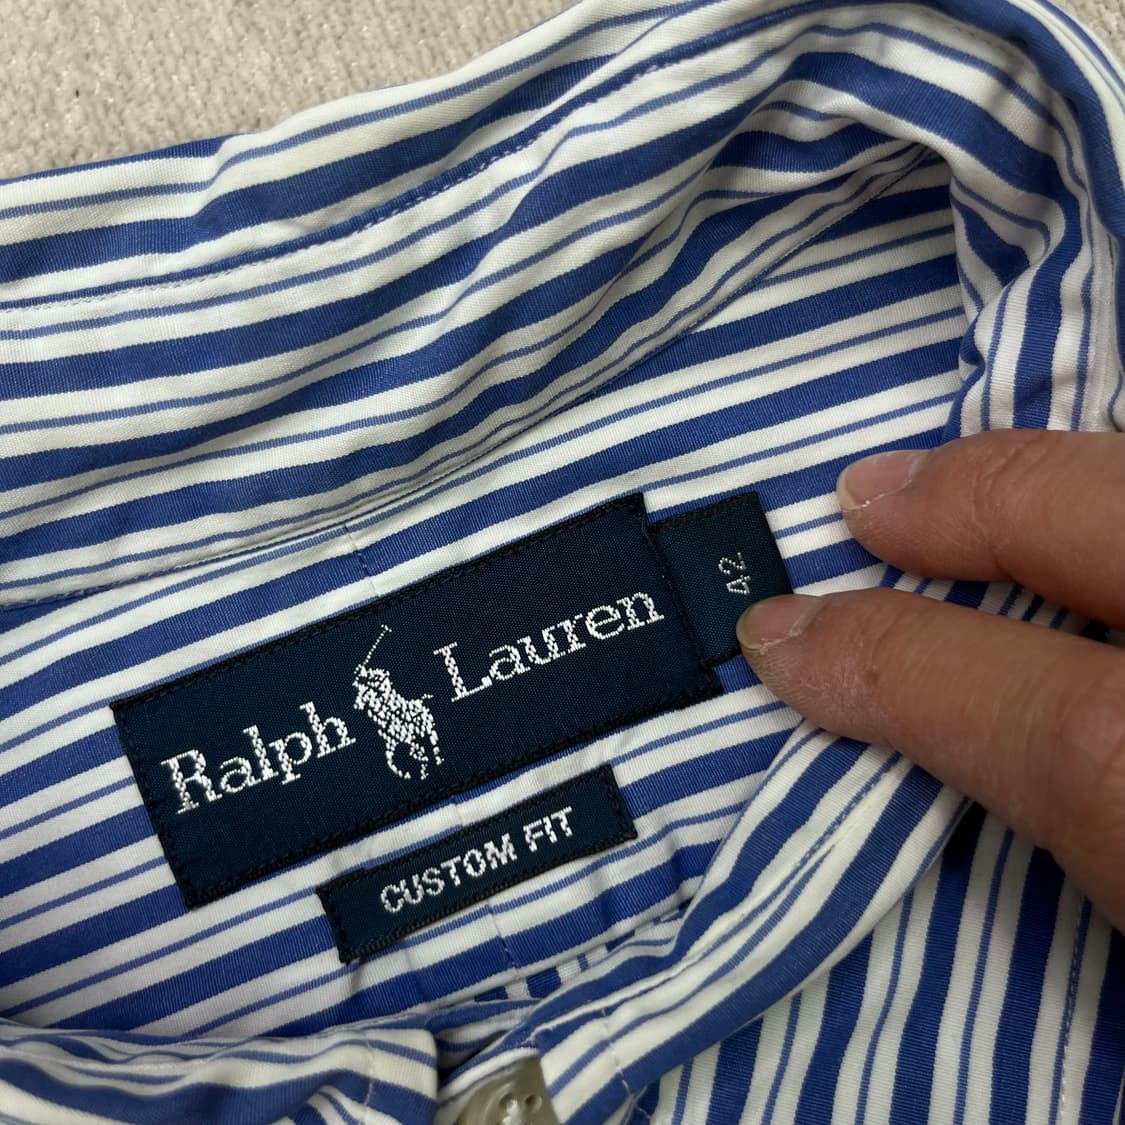 Ralph Lauren
42
CUSTOM FIT